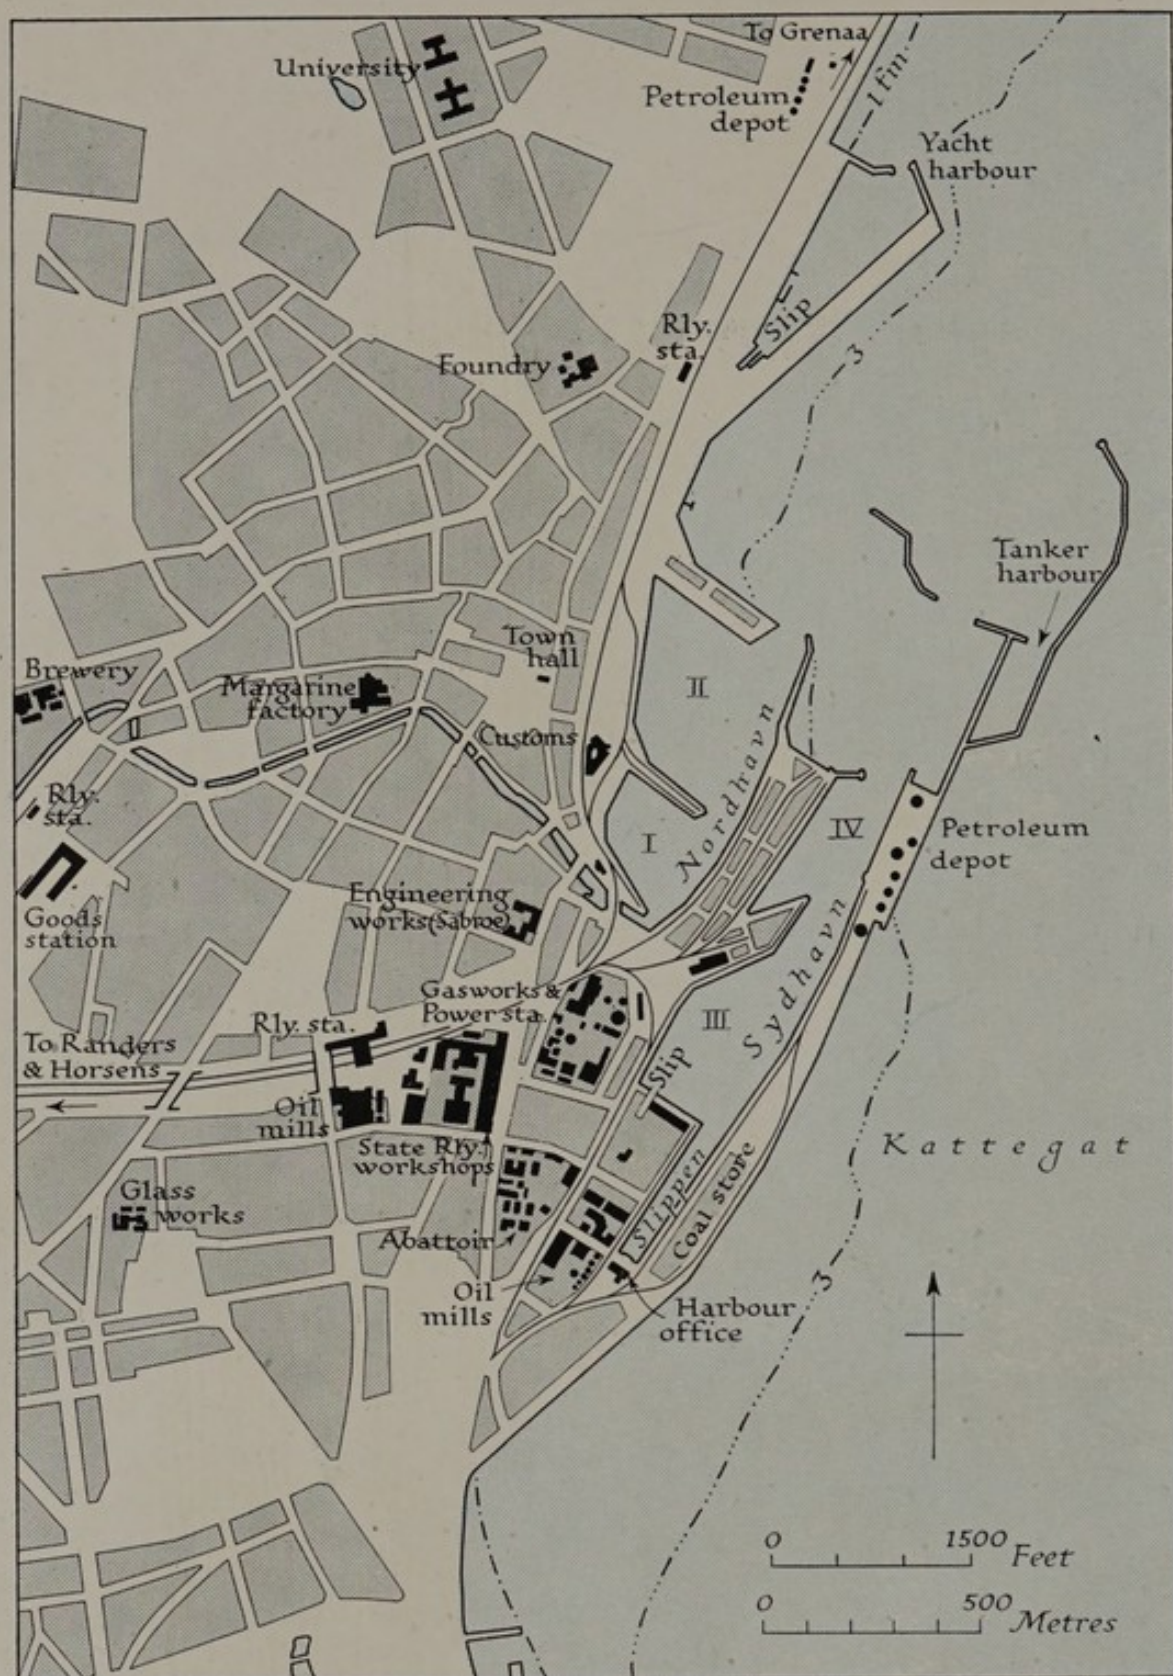 To Grenaa
University
1 fm
Petroleum
depot
Yacht
harbour
Slip
Rly.
sta.
3
Foundry
Tanker
harbour
Town
hall
Brewery
Margarine
factory
II
Customs
Nordhavn
Rly.
sta.
I
IV
Petroleum
depot
Engineering
works (Sabroe)
Goods
station
Sydhavn
Gasworks &
Power sta.
Rly. sta.
III
To Randers
& Horsens
Slip
Oil
mills
State Rly.
workshops
Kattegat
Slippen
Coal store
Glass
works
Abattoir
Oil
mills
3
Harbour
office
0 1500 Feet
0 500 Metres